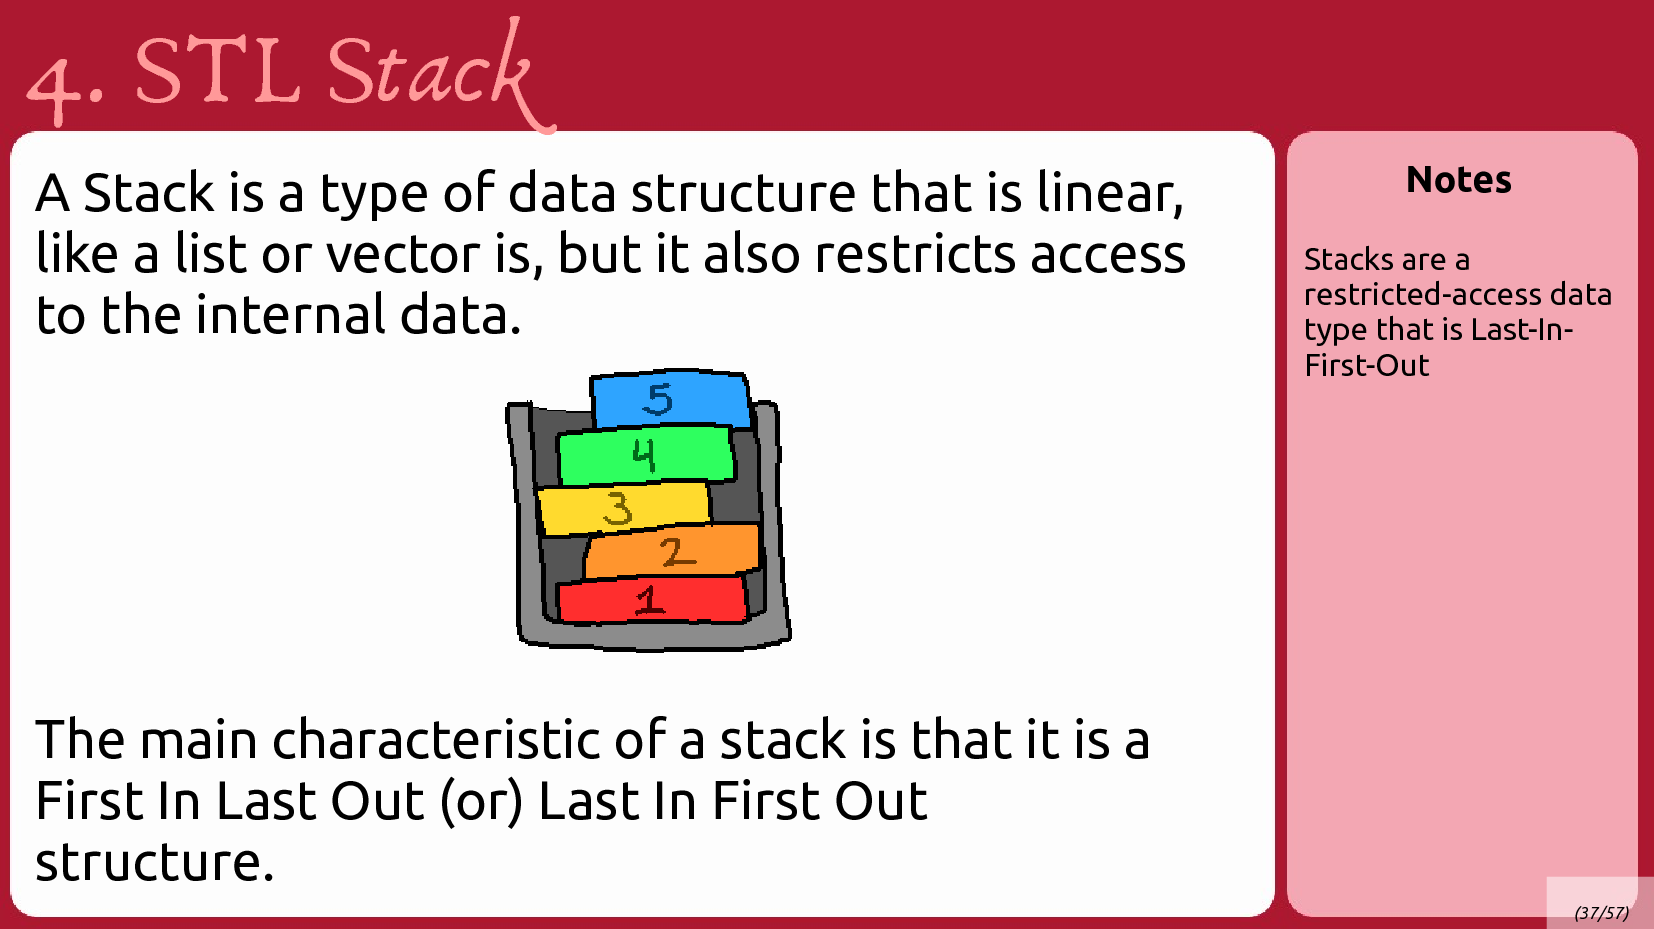 4. STL Stack
A Stack is a type of data structure that is linear,
like a list or vector is, but it also restricts access
to the internal data.
5
4
3
2
1
The main characteristic of a stack is that it is a
First In Last Out (or) Last In First Out
structure.
Notes
Stacks are a
restricted-access data
type that is Last-In-
First-Out
(37/57)